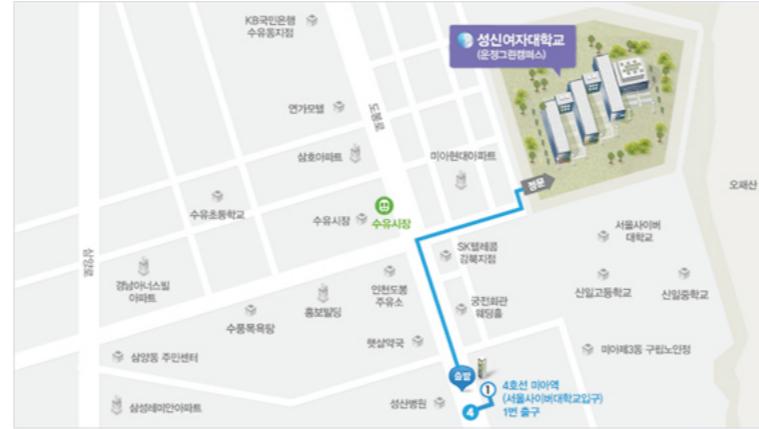 KB국민은행
수유동지점
성신여자대학교
(운정그린캠퍼스)
연가모텔
도봉로
삼호아파트
미아현대아파트
정문
오패산
수유초등학교
수유시장
수유시장
서울사이버
대학교
SK텔레콤
강북지점
삼양로
경남아너스빌
아파트
홍보빌딩
인천도봉
주유소
신일고등학교
신일중학교
수풍목욕탕
궁전회관
웨딩홀
햇살약국
미아제3동 구립노인정
삼양동 주민센터
출발
1
4호선 미아역
(서울사이버대학교입구)
1번 출구
4
성산병원
삼성래미안아파트